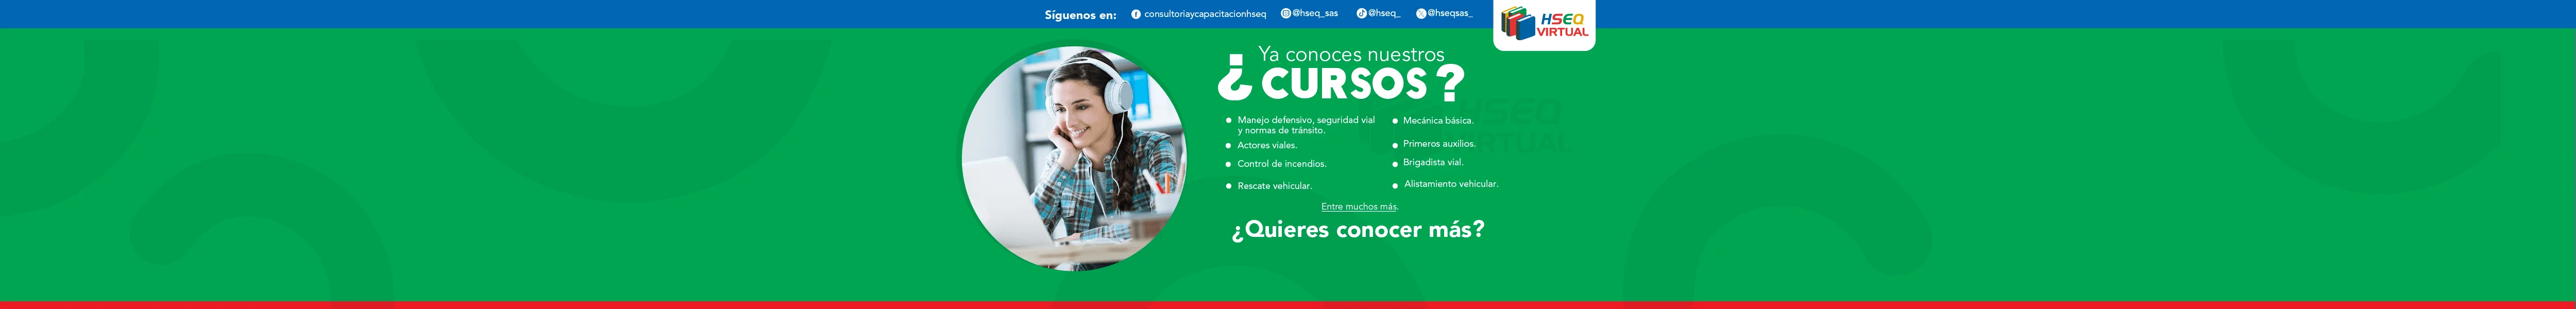 Síguenos en:
consultoriaycapacitacionhseq
@hseq_sas
@hseq_
@hseqsas_
HSEQ
VIRTUAL
Ya conoces nuestros
¿CURSOS?
Manejo defensivo, seguridad vial
y normas de tránsito.
Actores viales.
Control de incendios.
Rescate vehicular.
Mecánica básica.
Primeros auxilios.
Brigadista vial.
Alistamiento vehicular.
Entre muchos más.
¿Quieres conocer más?
HSEQ
VIRTUAL